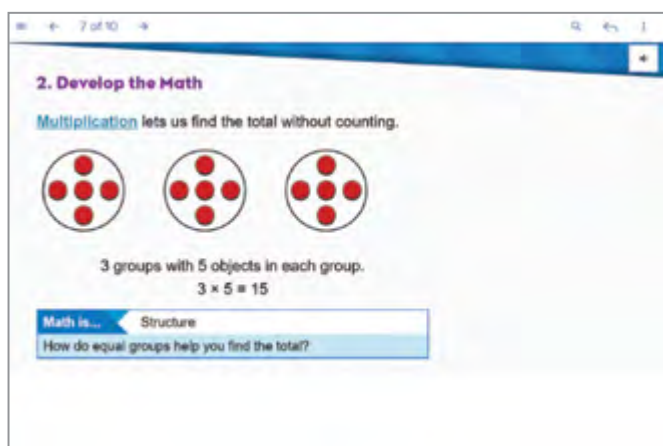 7 of 10
2. Develop the Math
Multiplication lets us find the total without counting.
3 groups with 5 objects in each group.
3 × 5 = 15
Math is... Structure
How do equal groups help you find the total?